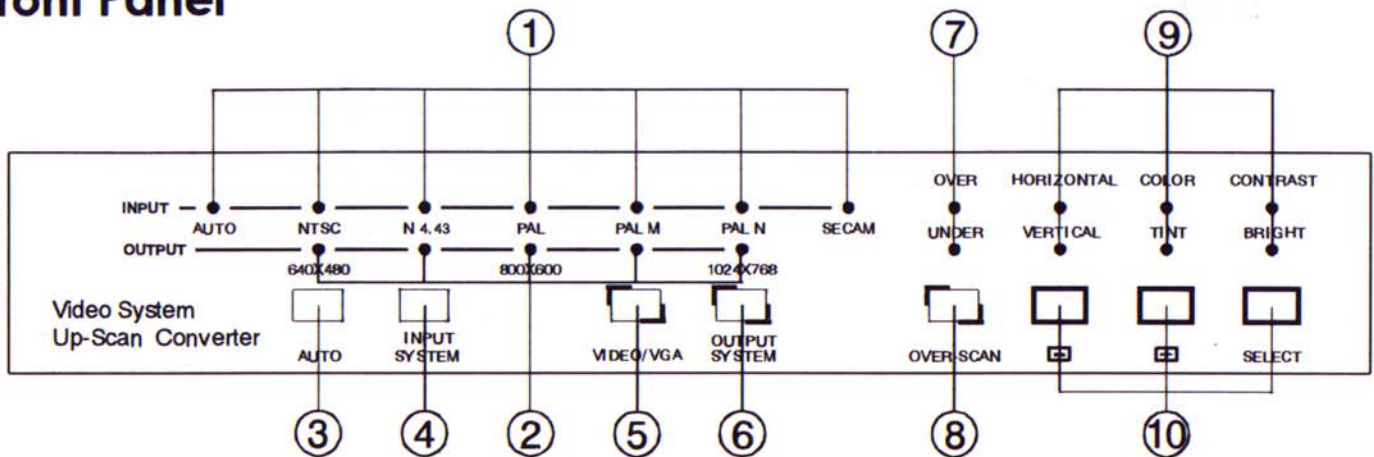 Front Panel
① ⑦ ⑨
OVER HORIZONTAL COLOR CONTRAST
INPUT
AUTO NTSC N 4.43 PAL PAL M PAL N SECAM UNDER VERTICAL TINT BRIGHT
OUTPUT
640X480 800X600 1024X768
Video System
Up-Scan Converter
AUTO INPUT SYSTEM VIDEO/VGA OUTPUT SYSTEM OVER-SCAN SELECT
③ ④ ② ⑤ ⑥ ⑧ ⑩